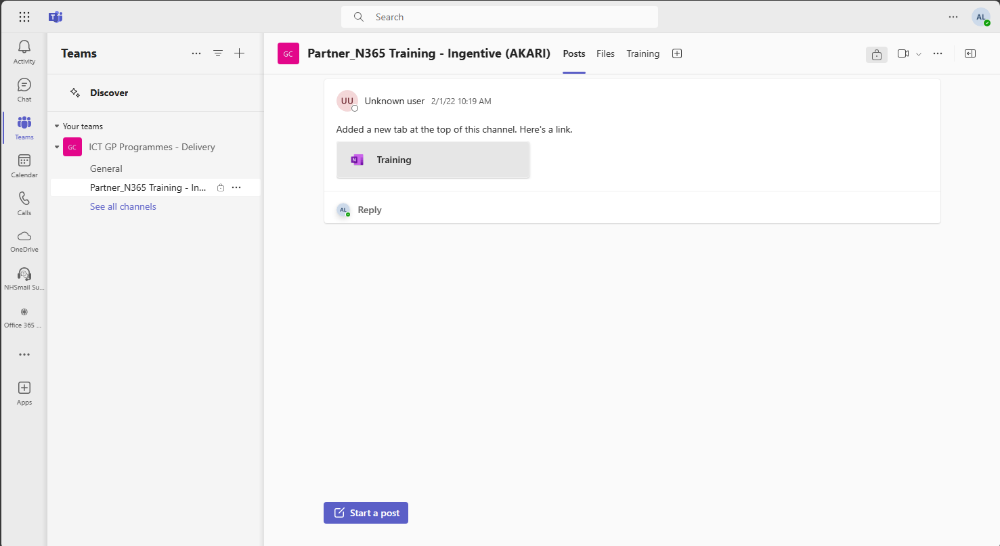 Search
AL
Activity
Chat
Teams
Calendar
Calls
OneDrive
NHSmail Su...
Office 365 ...
Apps
Teams
Discover
Your teams
GC ICT GP Programmes - Delivery
General
Partner_N365 Training - In...
See all channels
GC Partner_N365 Training - Ingentive (AKARI) Posts Files Training
UU Unknown user 2/1/22 10:19 AM
Added a new tab at the top of this channel. Here's a link.
N Training
AL Reply
Start a post